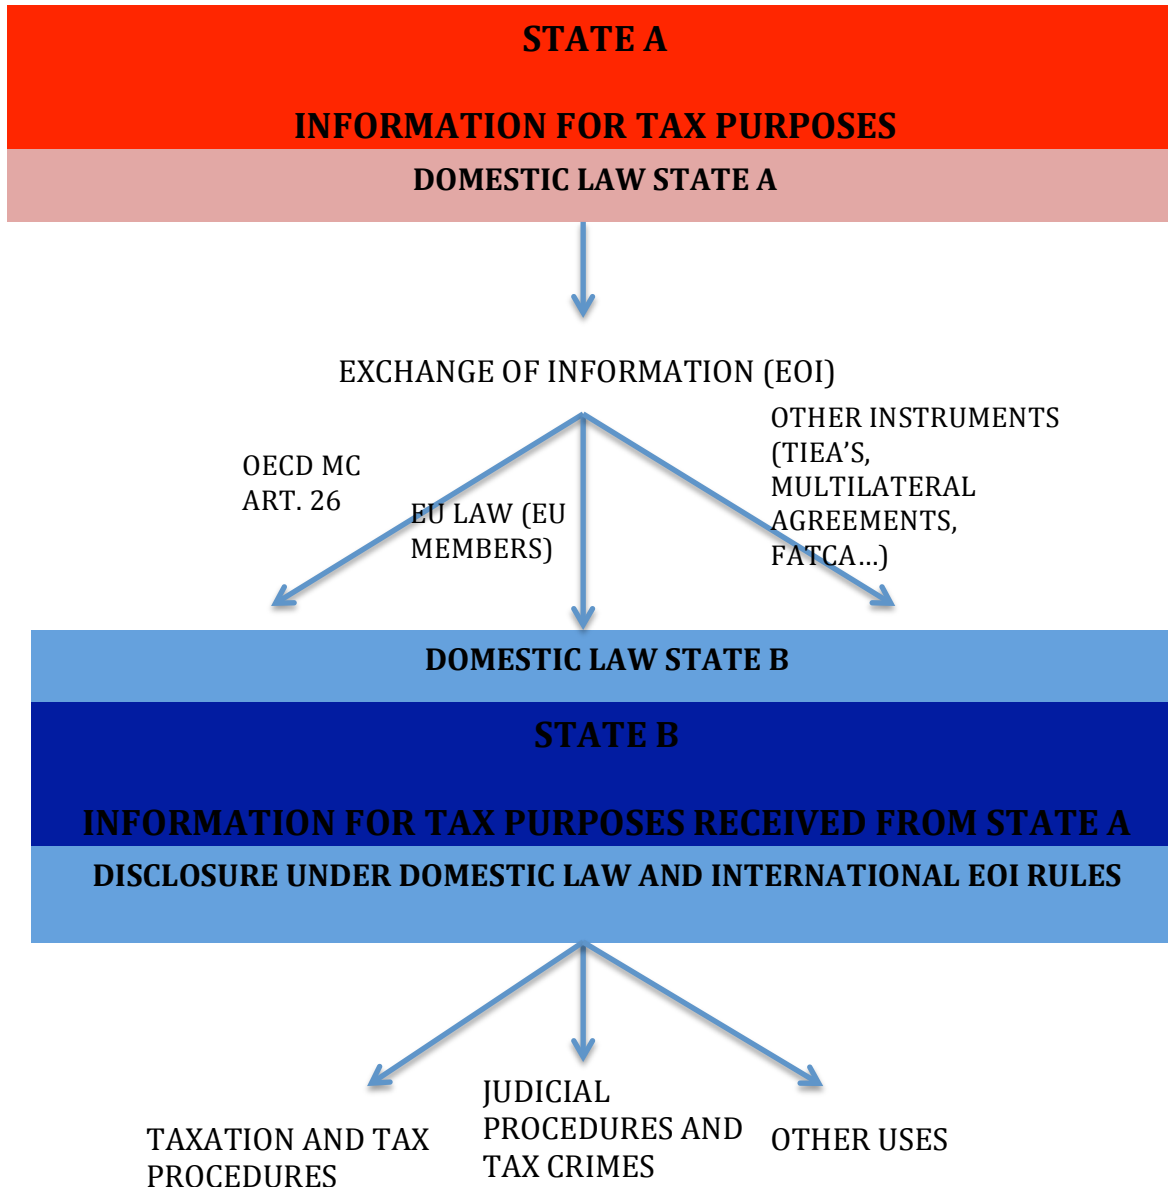 STATE A
INFORMATION FOR TAX PURPOSES
DOMESTIC LAW STATE A
EXCHANGE OF INFORMATION (EOI)
OECD MC
ART. 26
EU LAW (EU
MEMBERS)
OTHER INSTRUMENTS
(TIEA’S,
MULTILATERAL
AGREEMENTS,
FATCA…)
DOMESTIC LAW STATE B
STATE B
INFORMATION FOR TAX PURPOSES RECEIVED FROM STATE A
DISCLOSURE UNDER DOMESTIC LAW AND INTERNATIONAL EOI RULES
TAXATION AND TAX
PROCEDURES
JUDICIAL
PROCEDURES AND
TAX CRIMES
OTHER USES